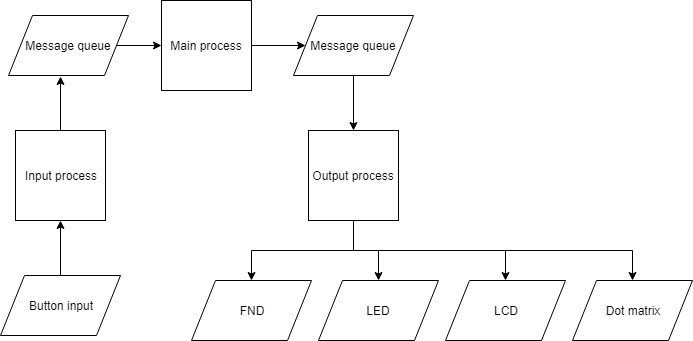 Message queue
Main process
Message queue
Input process
Output process
Button input
FND
LED
LCD
Dot matrix